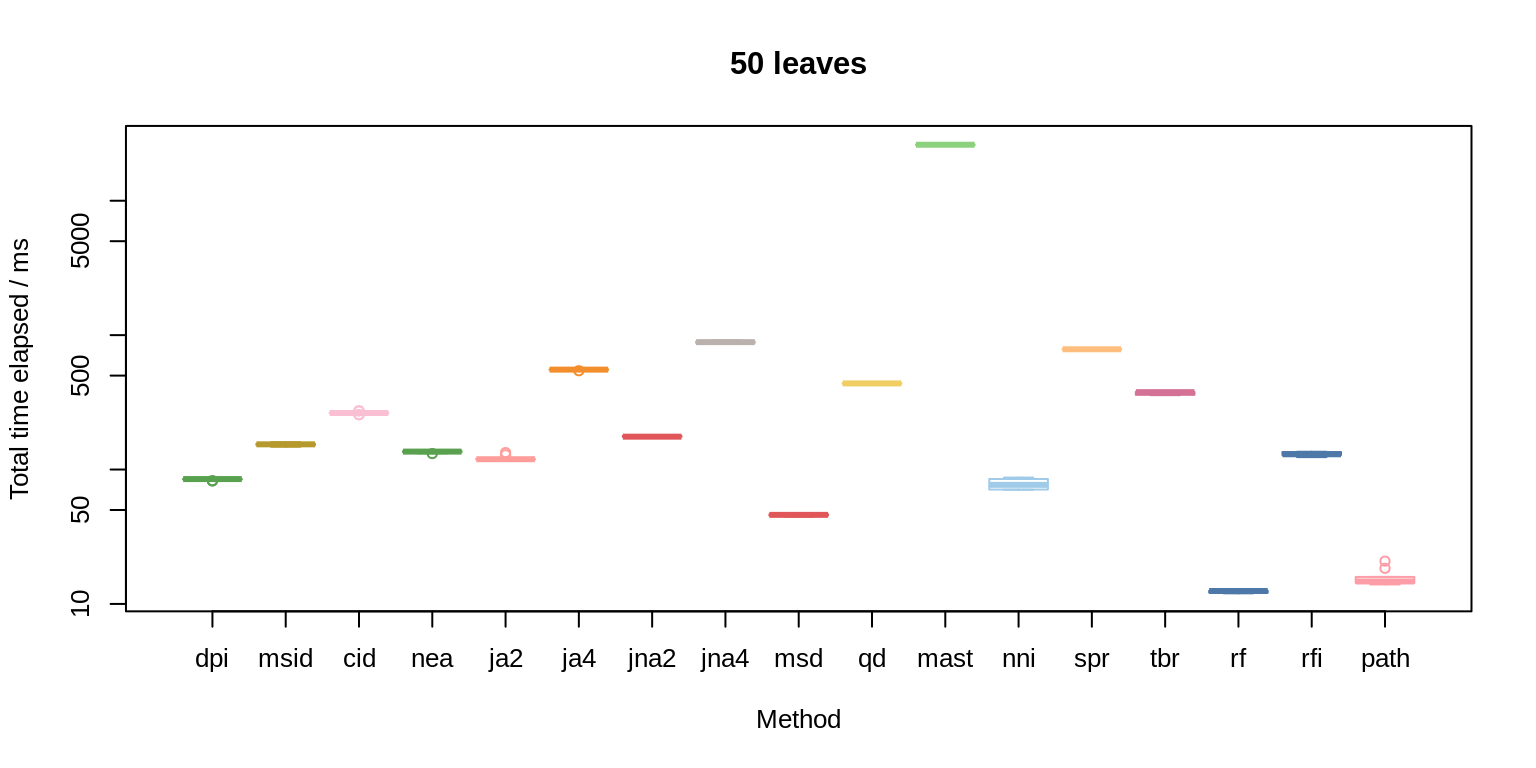 50 leaves
Total time elapsed / ms
5000
500
50
10
dpi msid cid nea ja2 ja4 jna2 jna4 msd qd mast nni spr tbr rf rfi path
Method